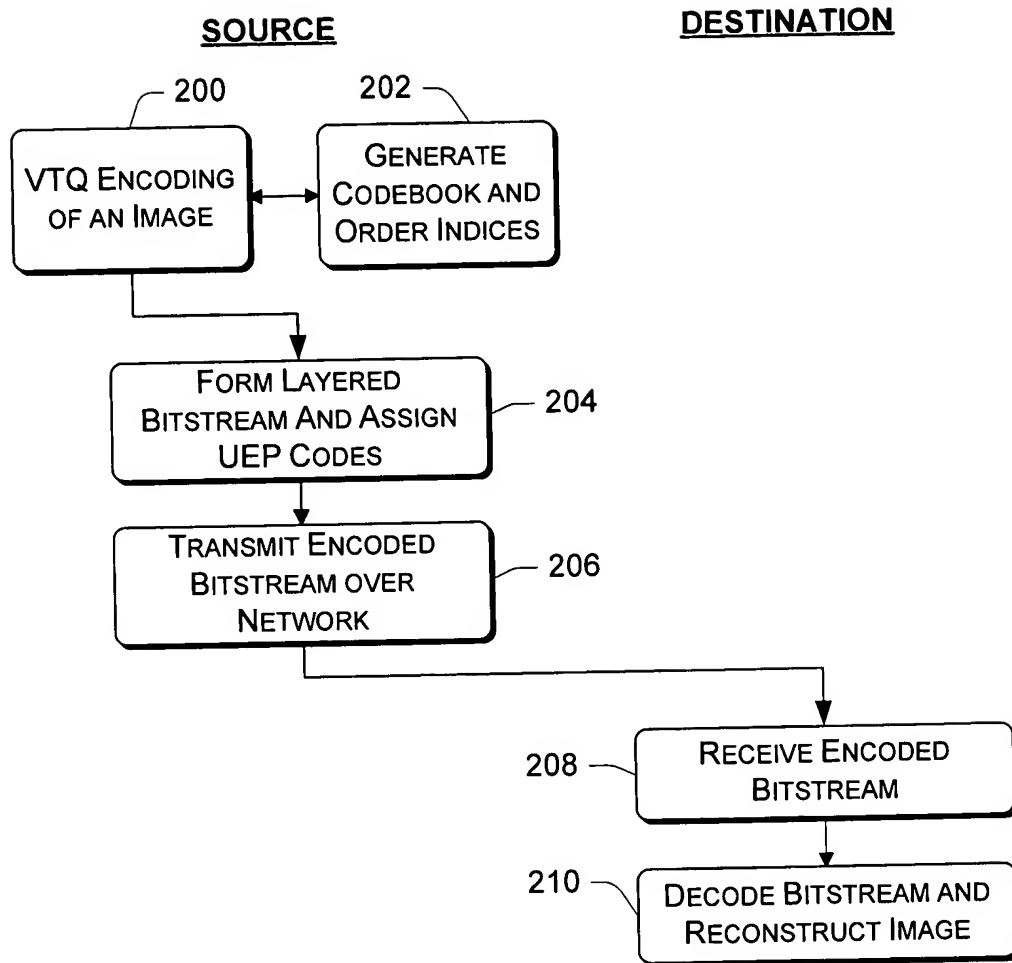 SOURCE
DESTINATION
200
202
VTQ ENCODING
OF AN IMAGE
GENERATE
CODEBOOK AND
ORDER INDICES
FORM LAYERED
BITSTREAM AND ASSIGN
UEP CODES
204
TRANSMIT ENCODED
BITSTREAM OVER
NETWORK
206
208
RECEIVE ENCODED
BITSTREAM
210
DECODE BITSTREAM AND
RECONSTRUCT IMAGE